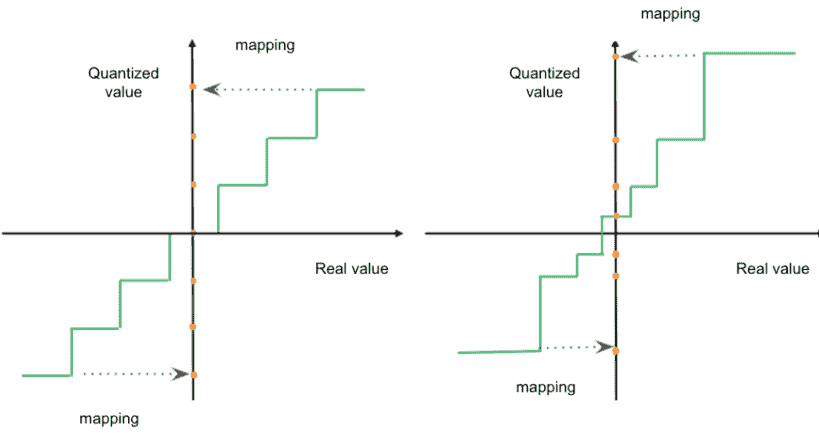 mapping
Quantized
value
Real value
mapping
mapping
Quantized
value
Real value
mapping